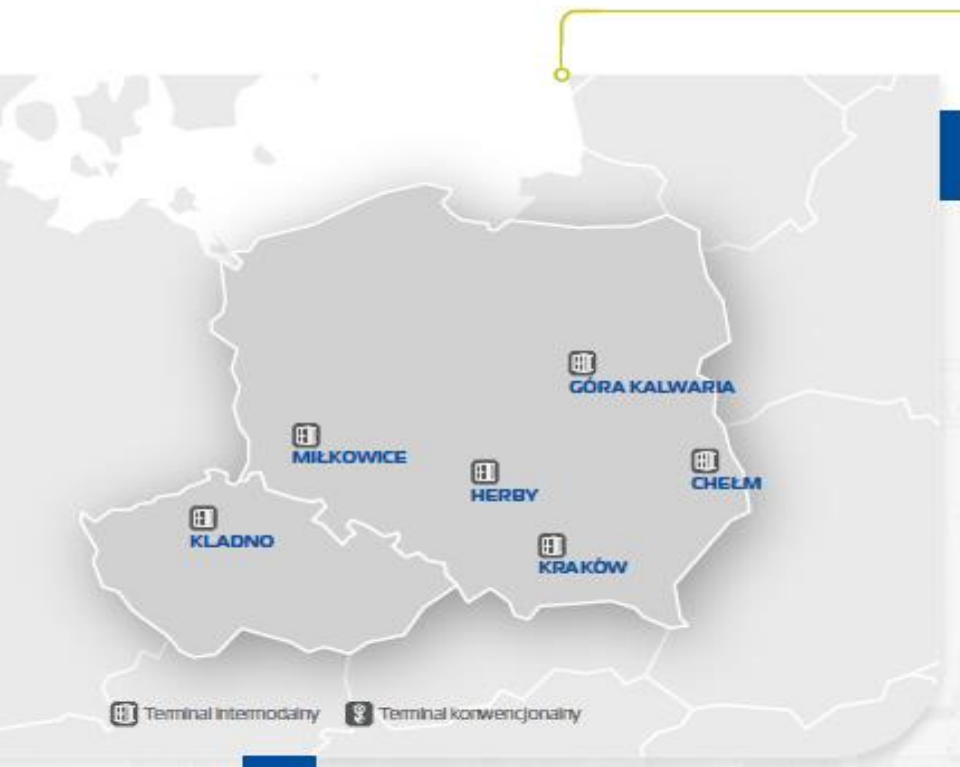 GÓRA KALWARIA
MIŁKOWICE
CHEŁM
HERBY
KLADNO
KRAKÓW
Terminal intermodalny
Terminal konwencjonalny